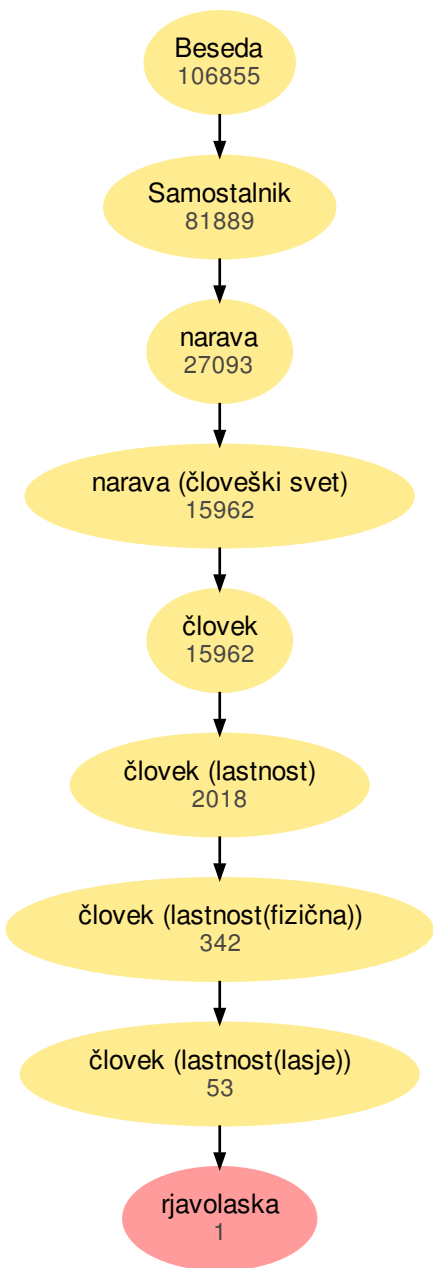 Beseda
106855
Samostalnik
81889
narava
27093
narava (človeški svet)
15962
človek
15962
človek (lastnost)
2018
človek (lastnost(fizična))
342
človek (lastnost(lasje))
53
rjavolaska
1